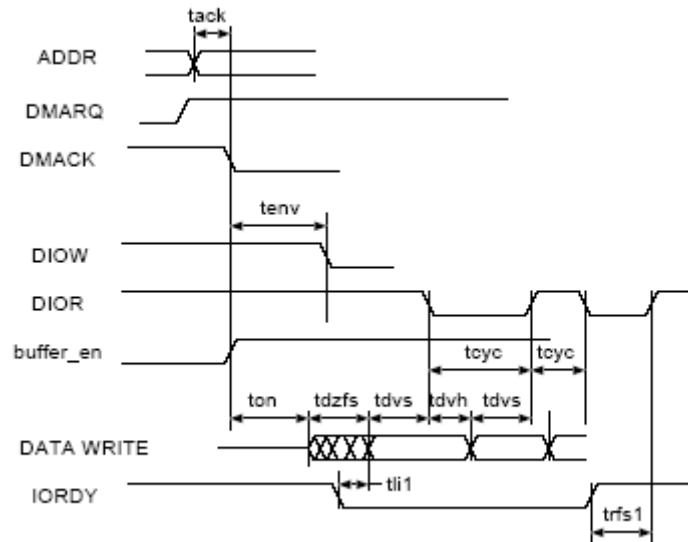 tack
ADDR
DMARQ
DMACK
tenv
DIOW
DIOR
buffer_en
tcyc tcyc
ton tdzfs tdvs tdvh tdvs
DATA WRITE
tli1
IORDY
trfs1